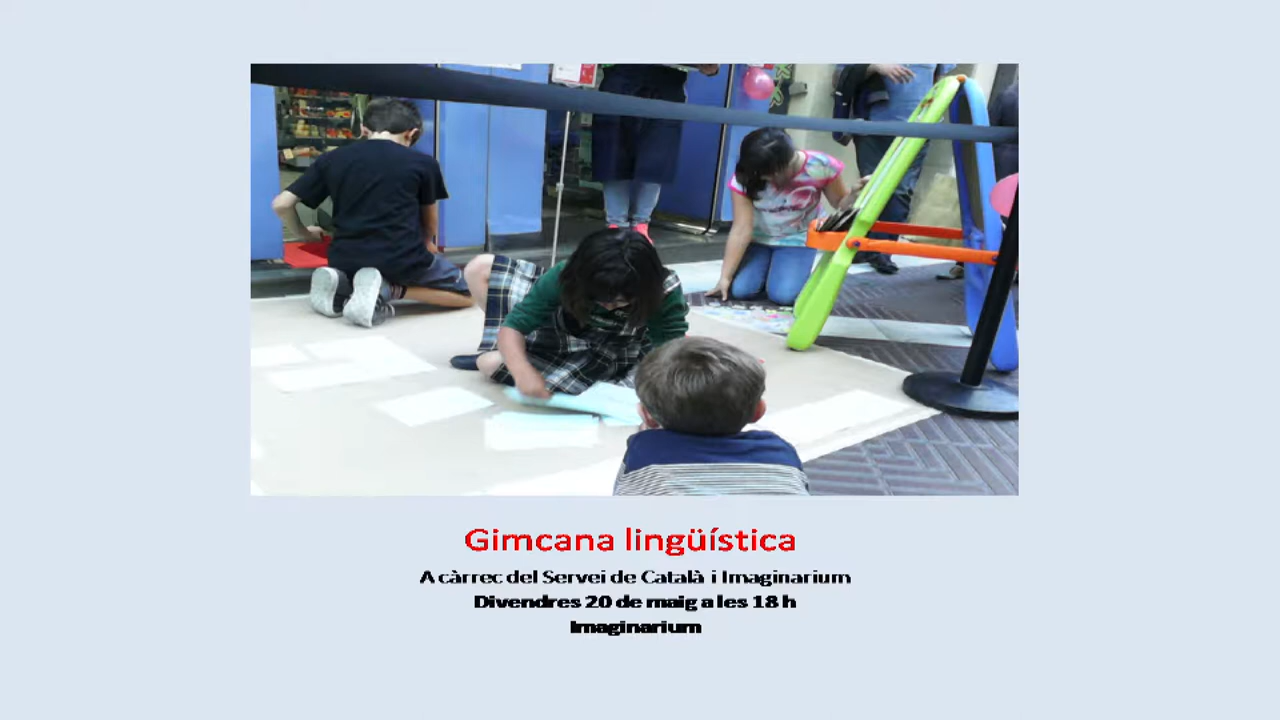 Gimcana lingüística
A càrrec del Servei de Català i Imaginarium
Divendres 20 de maig a les 18 h
Imaginarium